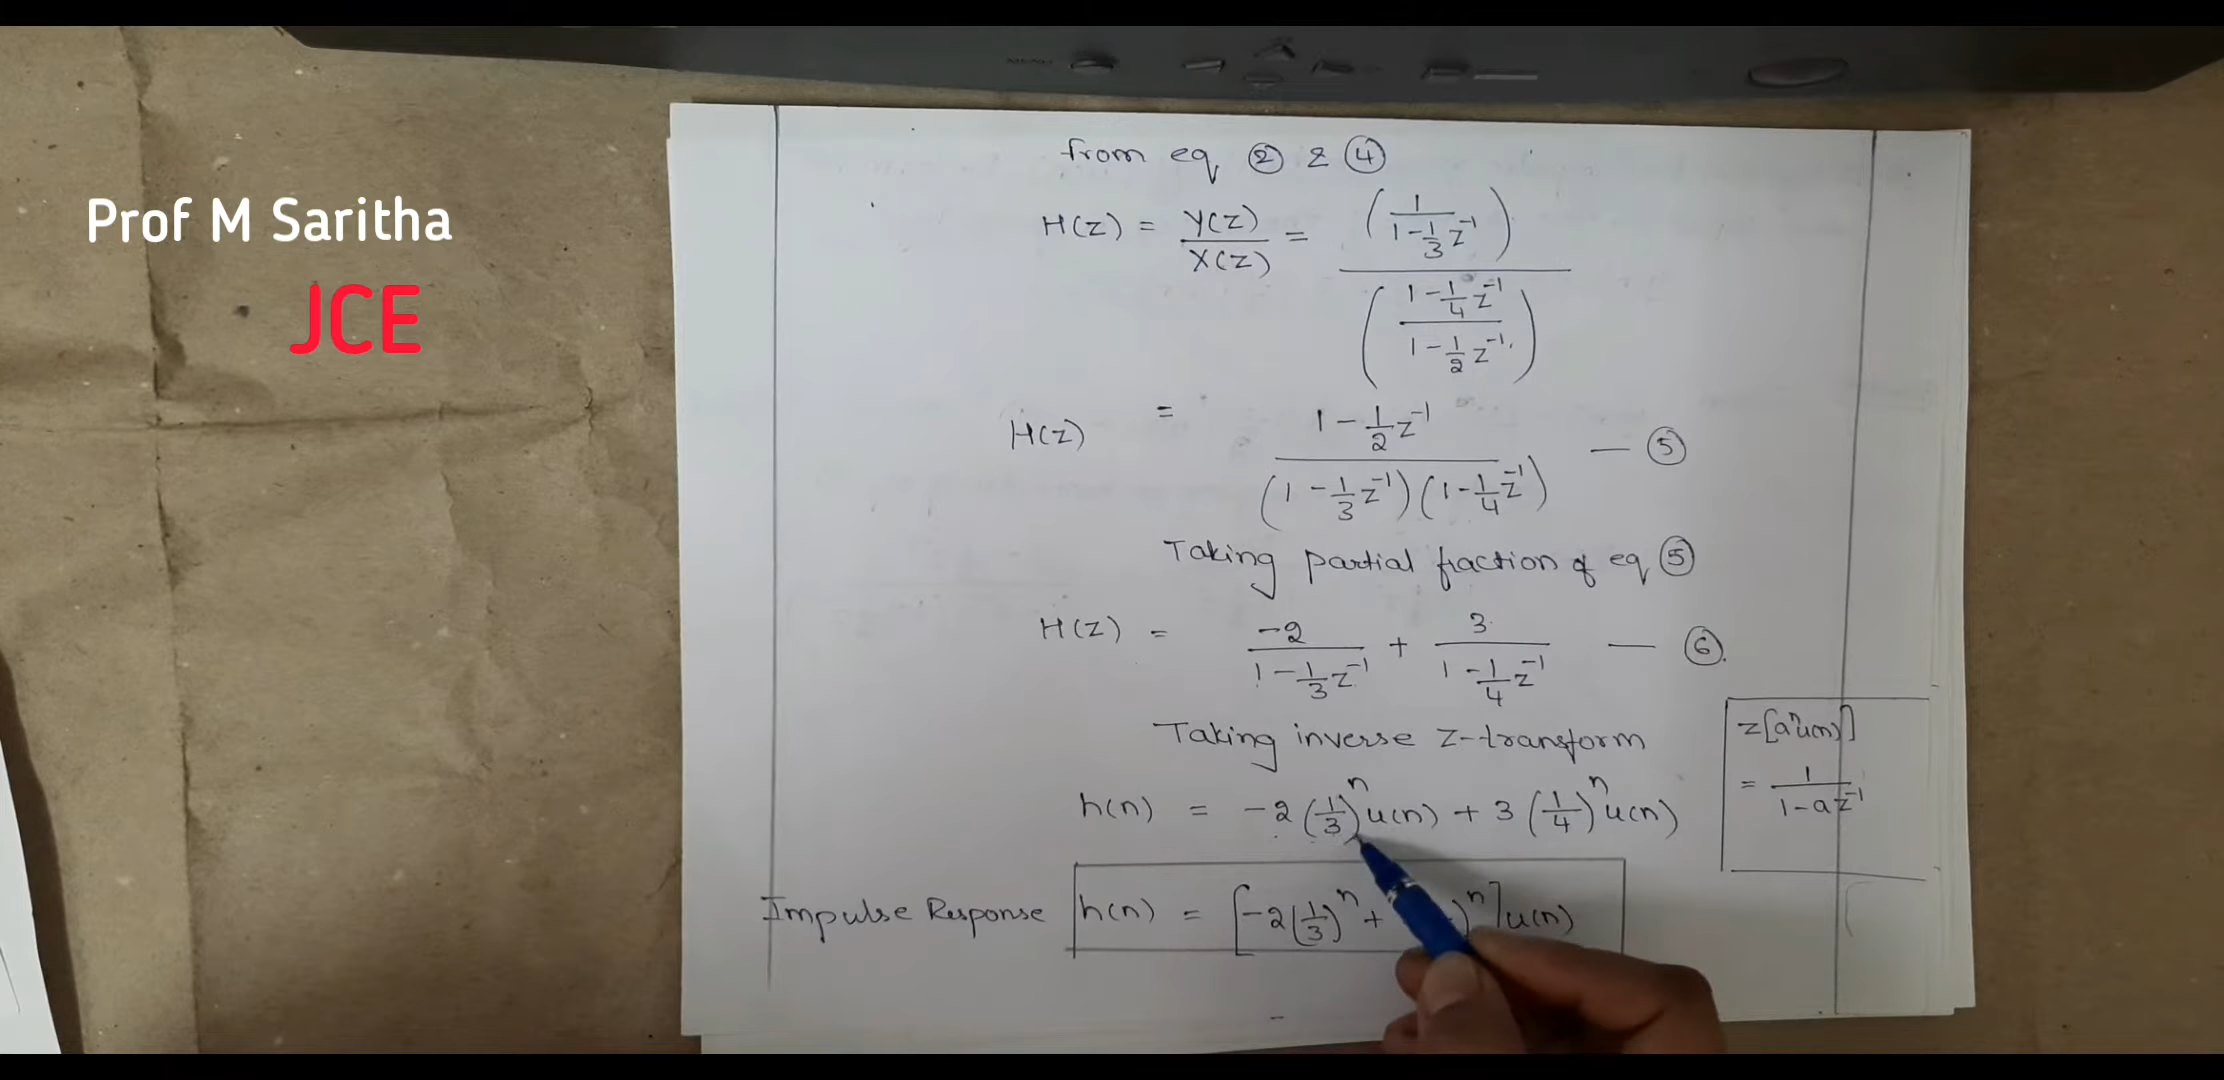 MENU
Prof M Saritha
JCE
from eq ② & ④
H(z) = Y(z)/X(z) = (1/(1-1/3 z⁻¹)) / ((1-1/4 z⁻¹)/(1-1/2 z⁻¹))
H(z) = (1-1/2 z⁻¹) / ((1-1/3 z⁻¹)(1-1/4 z⁻¹)) — ⑤
Taking partial fraction of eq ⑤
H(z) = -2/(1-1/3 z⁻¹) + 3/(1-1/4 z⁻¹) — ⑥
Taking inverse z-transform
h(n) = -2(1/3)ⁿu(n) + 3(1/4)ⁿu(n)
z[aⁿu(n)]
= 1/(1-az⁻¹)
Impulse Response h(n) = [-2(1/3)ⁿ + )ⁿ]u(n)